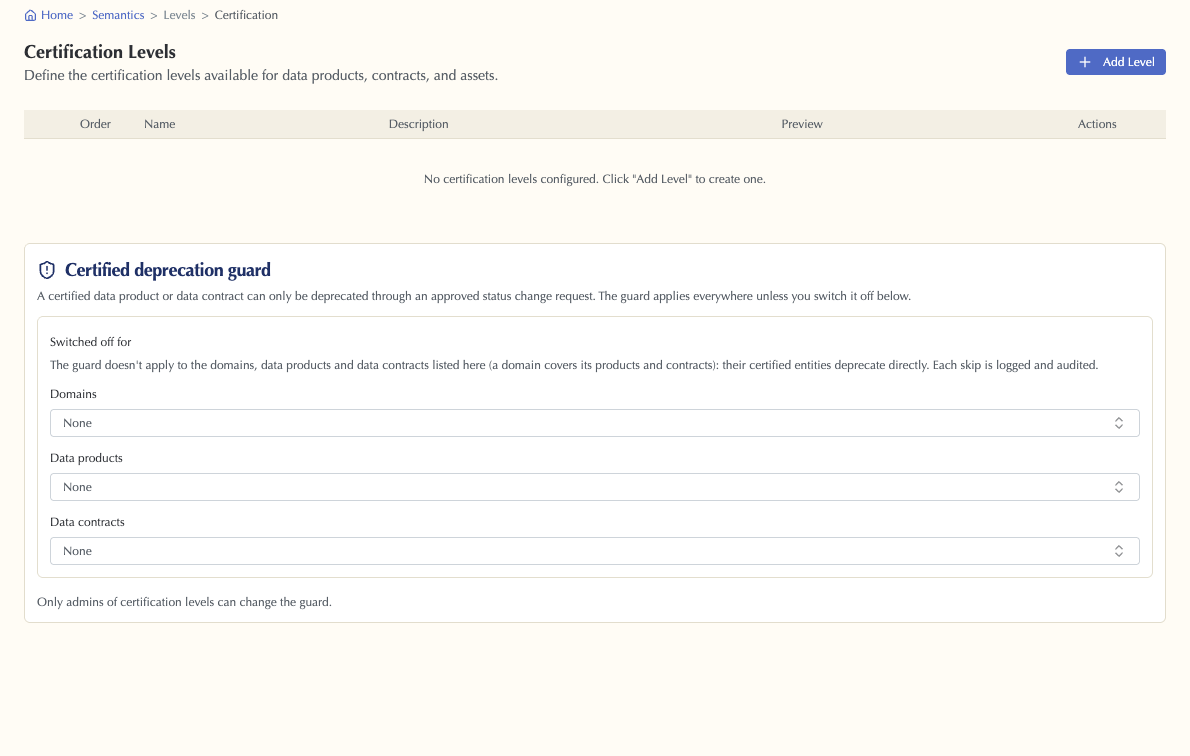 Home > Semantics > Levels > Certification
Certification Levels
Define the certification levels available for data products, contracts, and assets.
Add Level
Order Name Description Preview Actions
No certification levels configured. Click "Add Level" to create one.
Certified deprecation guard
A certified data product or data contract can only be deprecated through an approved status change request. The guard applies everywhere unless you switch it off below.
Switched off for
The guard doesn't apply to the domains, data products and data contracts listed here (a domain covers its products and contracts): their certified entities deprecate directly. Each skip is logged and audited.
Domains
None
Data products
None
Data contracts
None
Only admins of certification levels can change the guard.